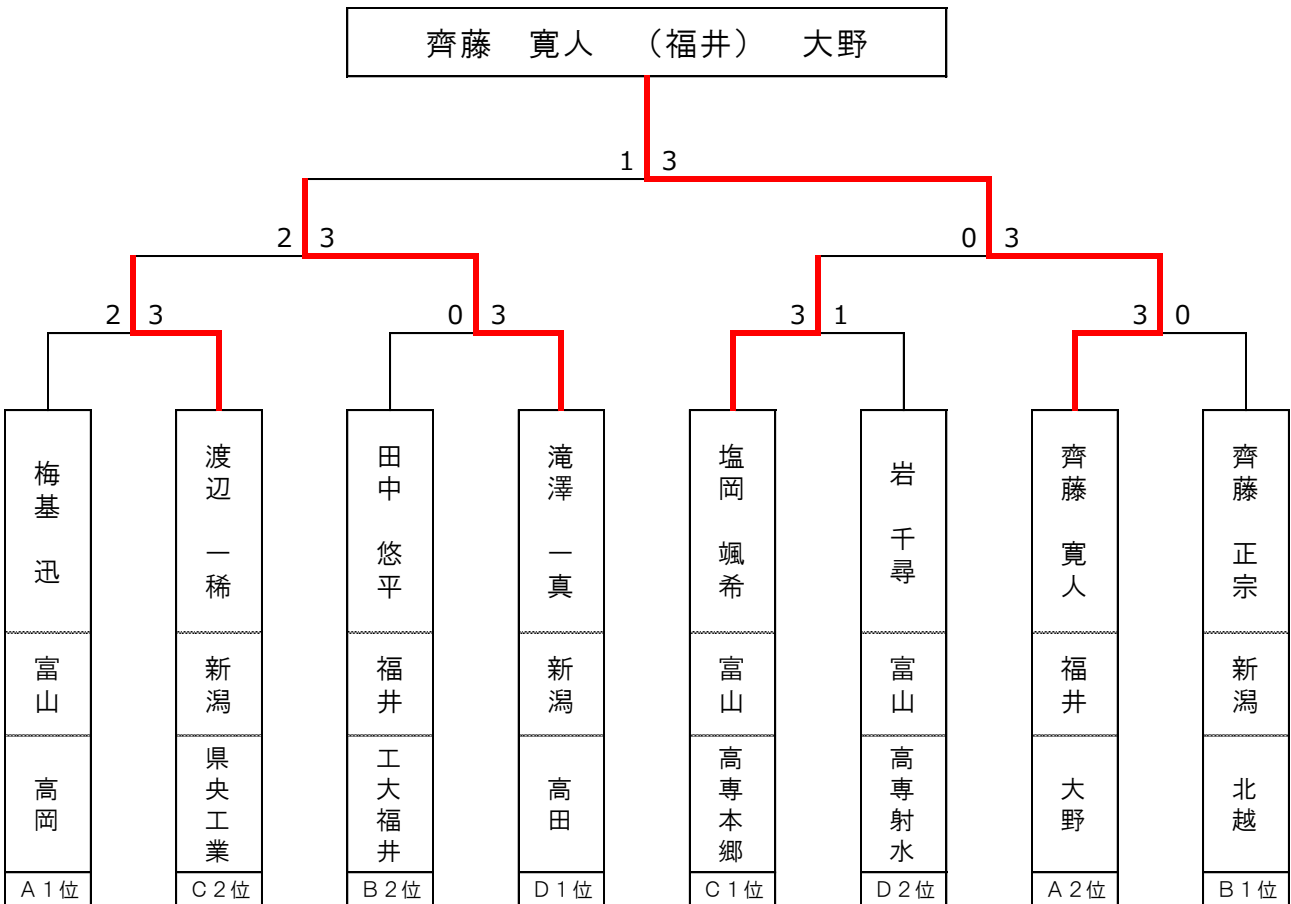 齊藤　寛人　（福井）　大野
1 3
2 3
0 3
2 3
0 3
3 1
3 0
梅基　迅
渡辺　一稀
田中　悠平
滝澤　一真
塩岡　颯希
岩　千尋
齊藤　寛人
齊藤　正宗
富山
新潟
福井
新潟
富山
富山
福井
新潟
高岡
県央工業
工大福井
高田
高専本郷
高専射水
大野
北越
Ａ１位
Ｃ２位
Ｂ２位
Ｄ１位
Ｃ１位
Ｄ２位
Ａ２位
Ｂ１位